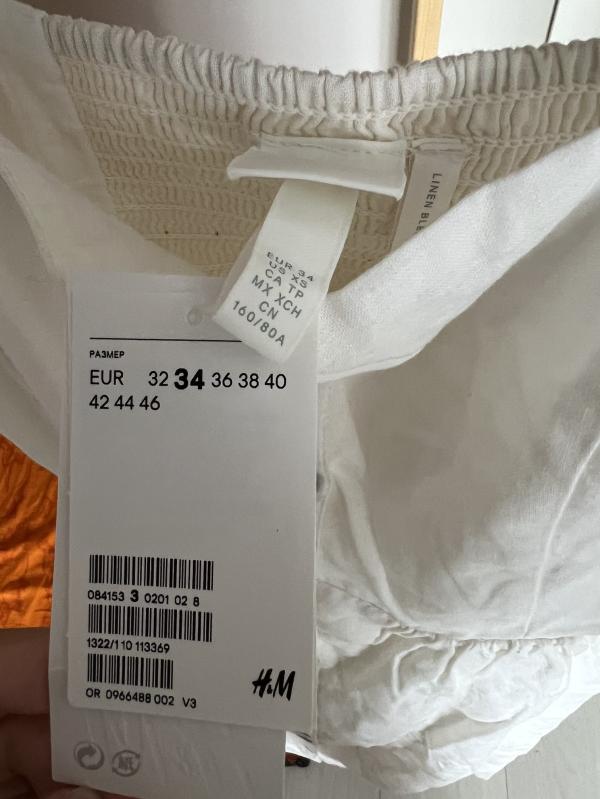 LINEN BLE
EUR 34
US XS
CA TP
MX XCH
CN
160/80A
РАЗМЕР
EUR 32 34 36 38 40
42 44 46
084153 3 0201 02 8
1322/110 113369
H&M
OR 0966488 002 V3